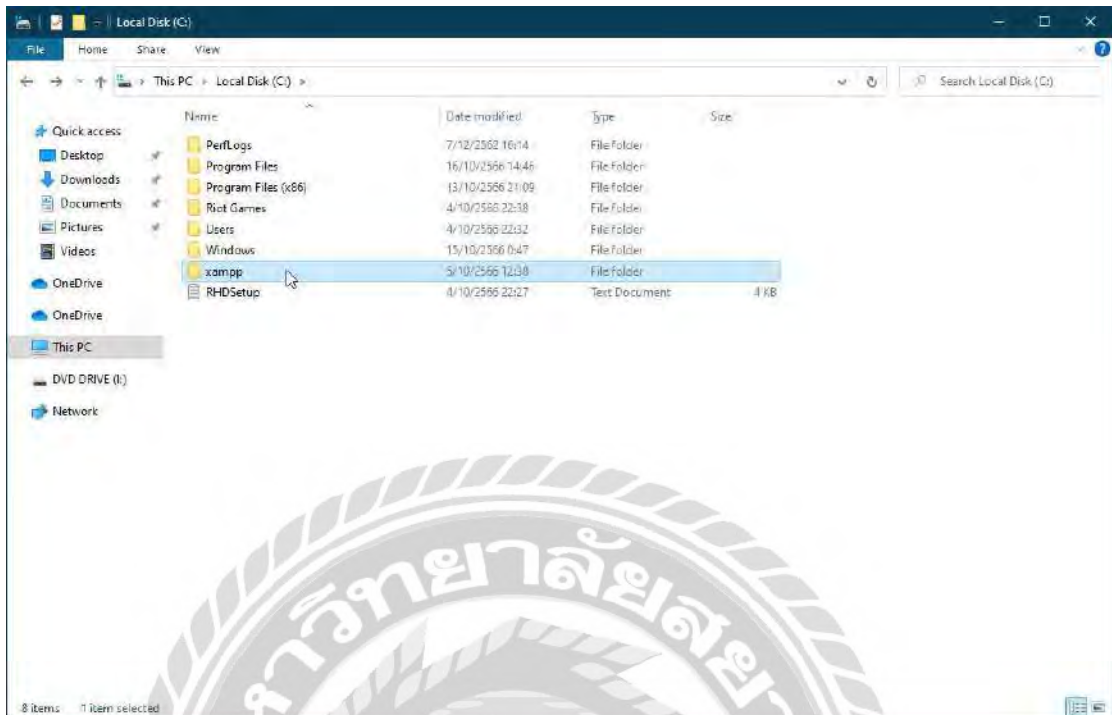 Local Disk (C:)
File Home Share View
This PC Local Disk (C:)
Search Local Disk (C:)
Name Date modified Type Size
Quick access
Desktop
Downloads
Documents
Pictures
Videos
OneDrive
OneDrive
This PC
DVD DRIVE (I:)
Network
PerfLogs 7/12/2562 16:14 File folder
Program Files 16/10/2566 14:46 File folder
Program Files (x86) 13/10/2566 21:09 File folder
Riot Games 4/10/2566 22:38 File folder
Users 4/10/2566 22:32 File folder
Windows 15/10/2566 0:47 File folder
xampp 5/10/2566 12:38 File folder
RHDSetup 4/10/2566 22:27 Text Document 4 KB
8 items 1 item selected